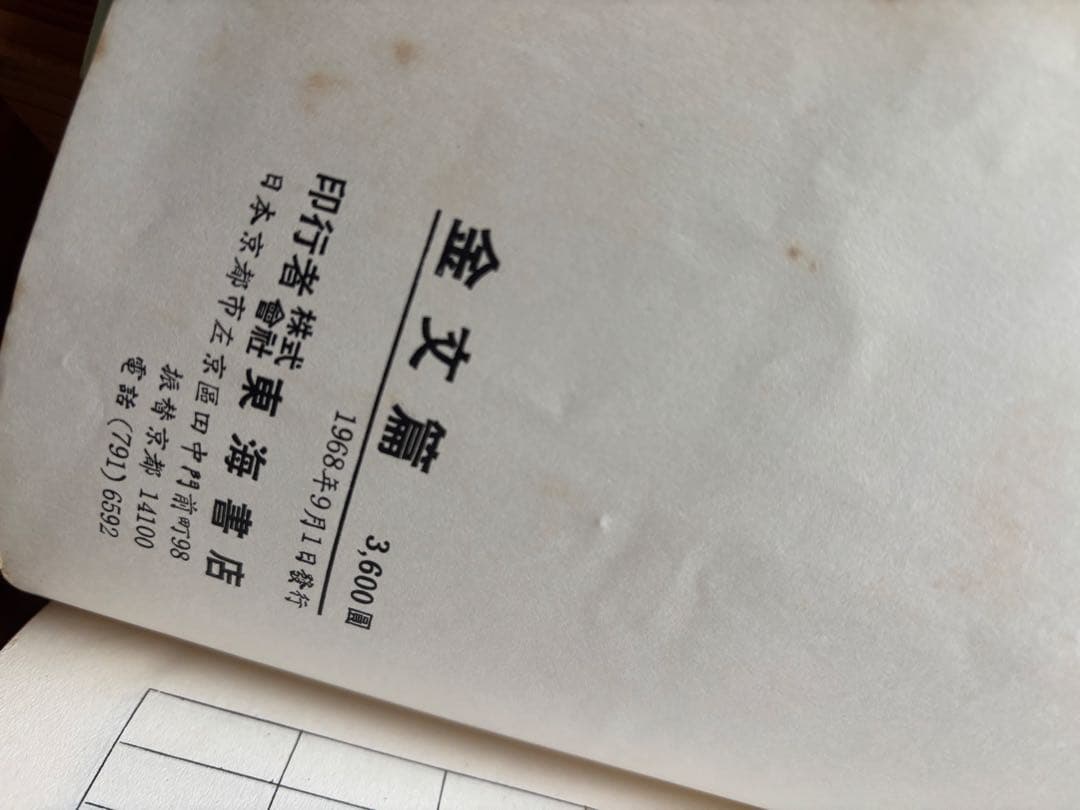 金文篇
3,600圓
1968年9月1日發行
印行者 株式會社 東海書店
日本京都市左京區田中門前町98
振替京都 14100
電話 (791) 6592